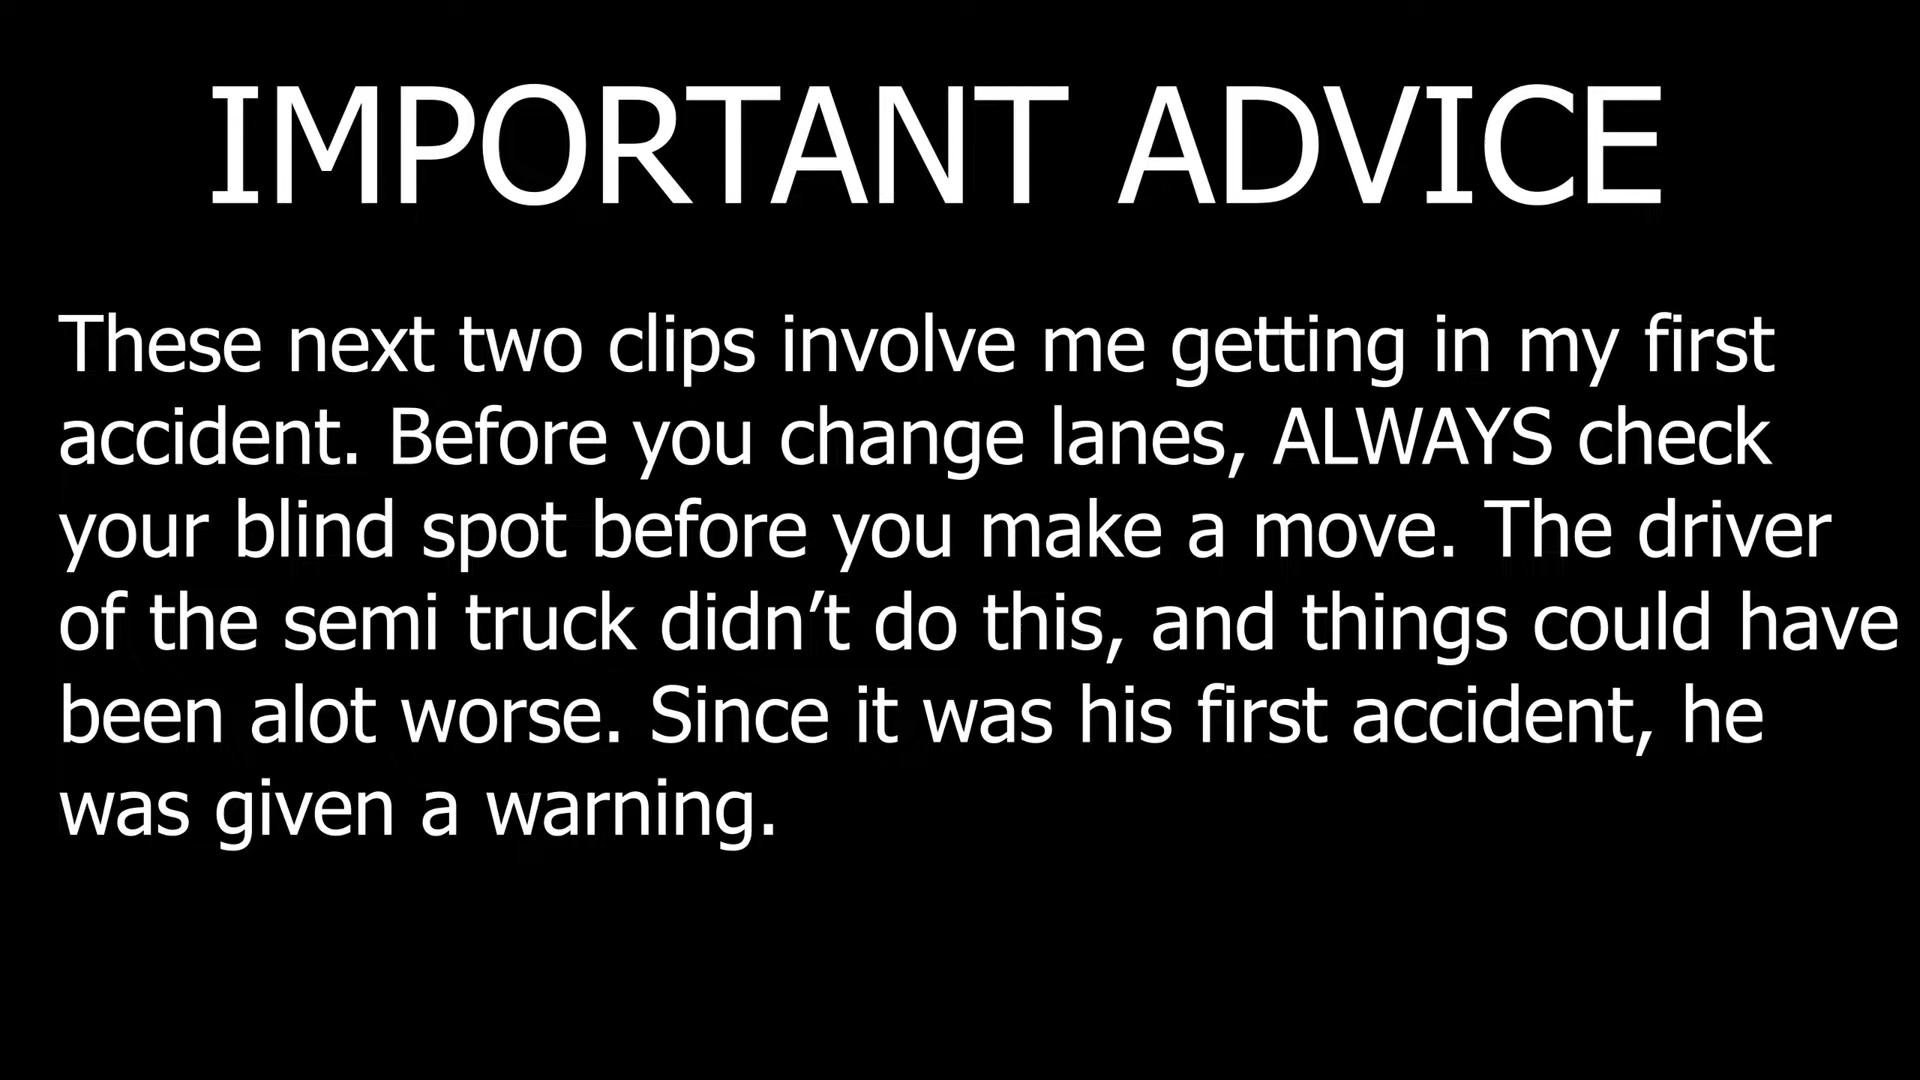 IMPORTANT ADVICE
These next two clips involve me getting in my first
accident. Before you change lanes, ALWAYS check
your blind spot before you make a move. The driver
of the semi truck didn’t do this, and things could have
been alot worse. Since it was his first accident, he
was given a warning.